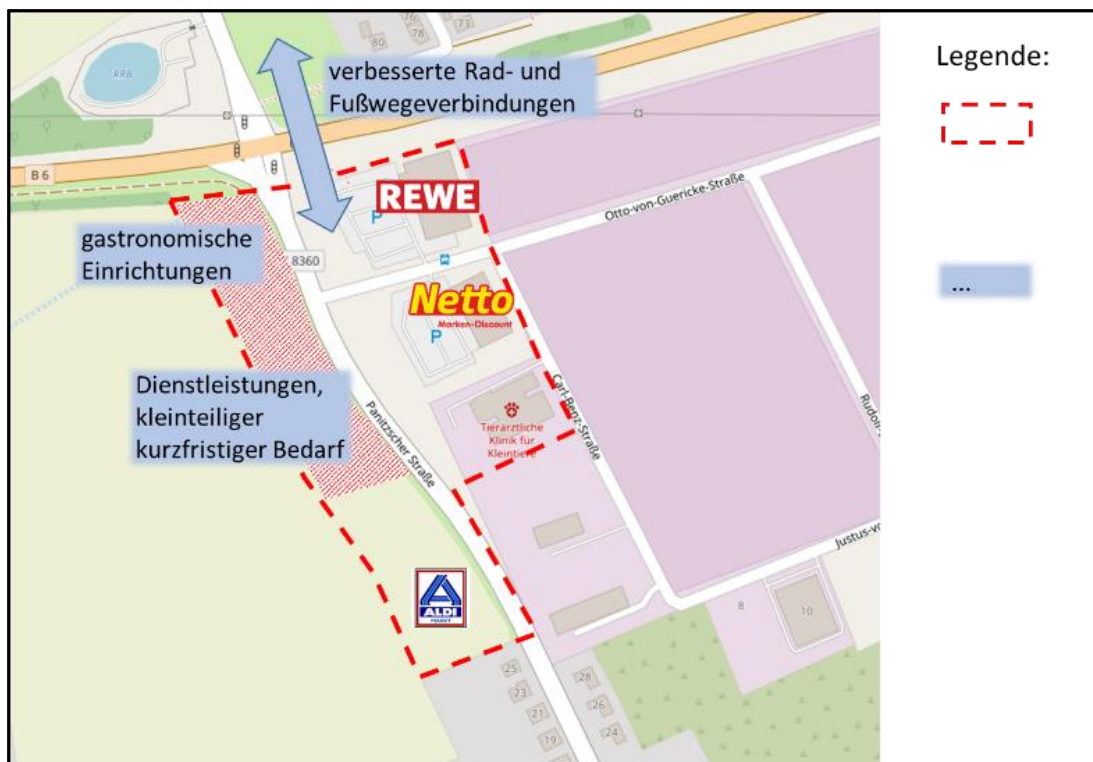 76
73
80
78
RRB
verbesserte Rad- und
Fußwegeverbindungen
Legende:
B 6
REWE
P
Otto-von-Guericke-Straße
gastronomische
Einrichtungen
8360
...
Netto
Marken-Discount
P
Dienstleistungen,
kleinteiliger
kurzfristiger Bedarf
Panitzscher Straße
Carl-Benz-Straße
Tierärztliche
Klinik für
Kleintiere
Justus-vo
ALDI
MARKT
8
10
25
23
21
19
28
26
24